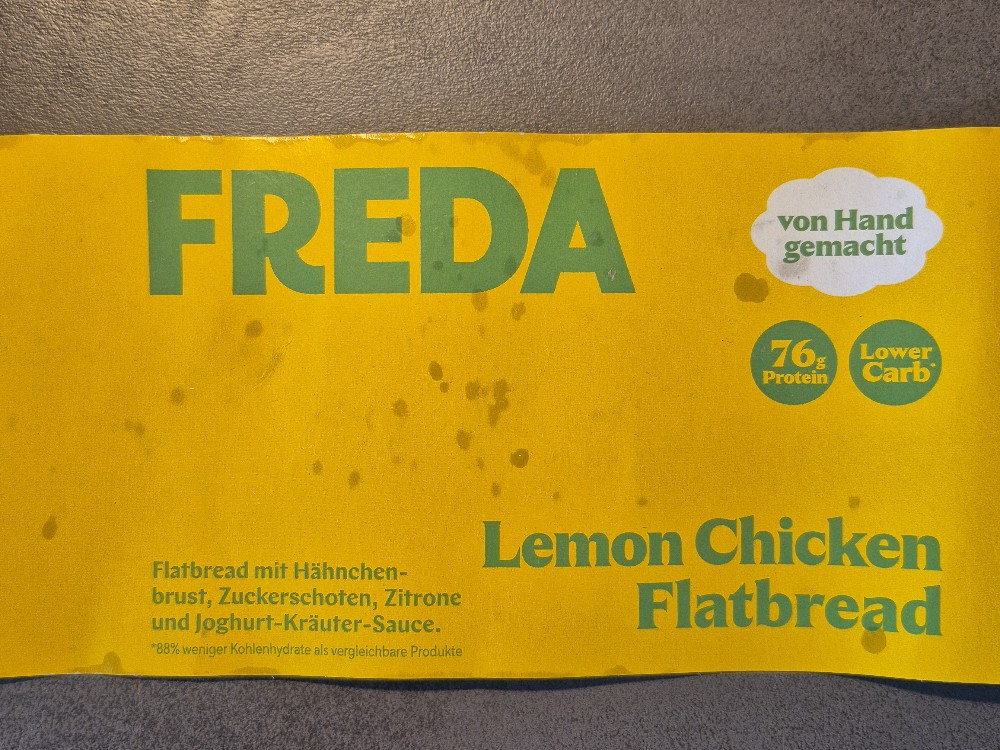 FREDA
von Hand
gemacht
76g
Protein
Lower
Carb*
Lemon Chicken
Flatbread
Flatbread mit Hähnchen-
brust, Zuckerschoten, Zitrone
und Joghurt-Kräuter-Sauce.
*88% weniger Kohlenhydrate als vergleichbare Produkte